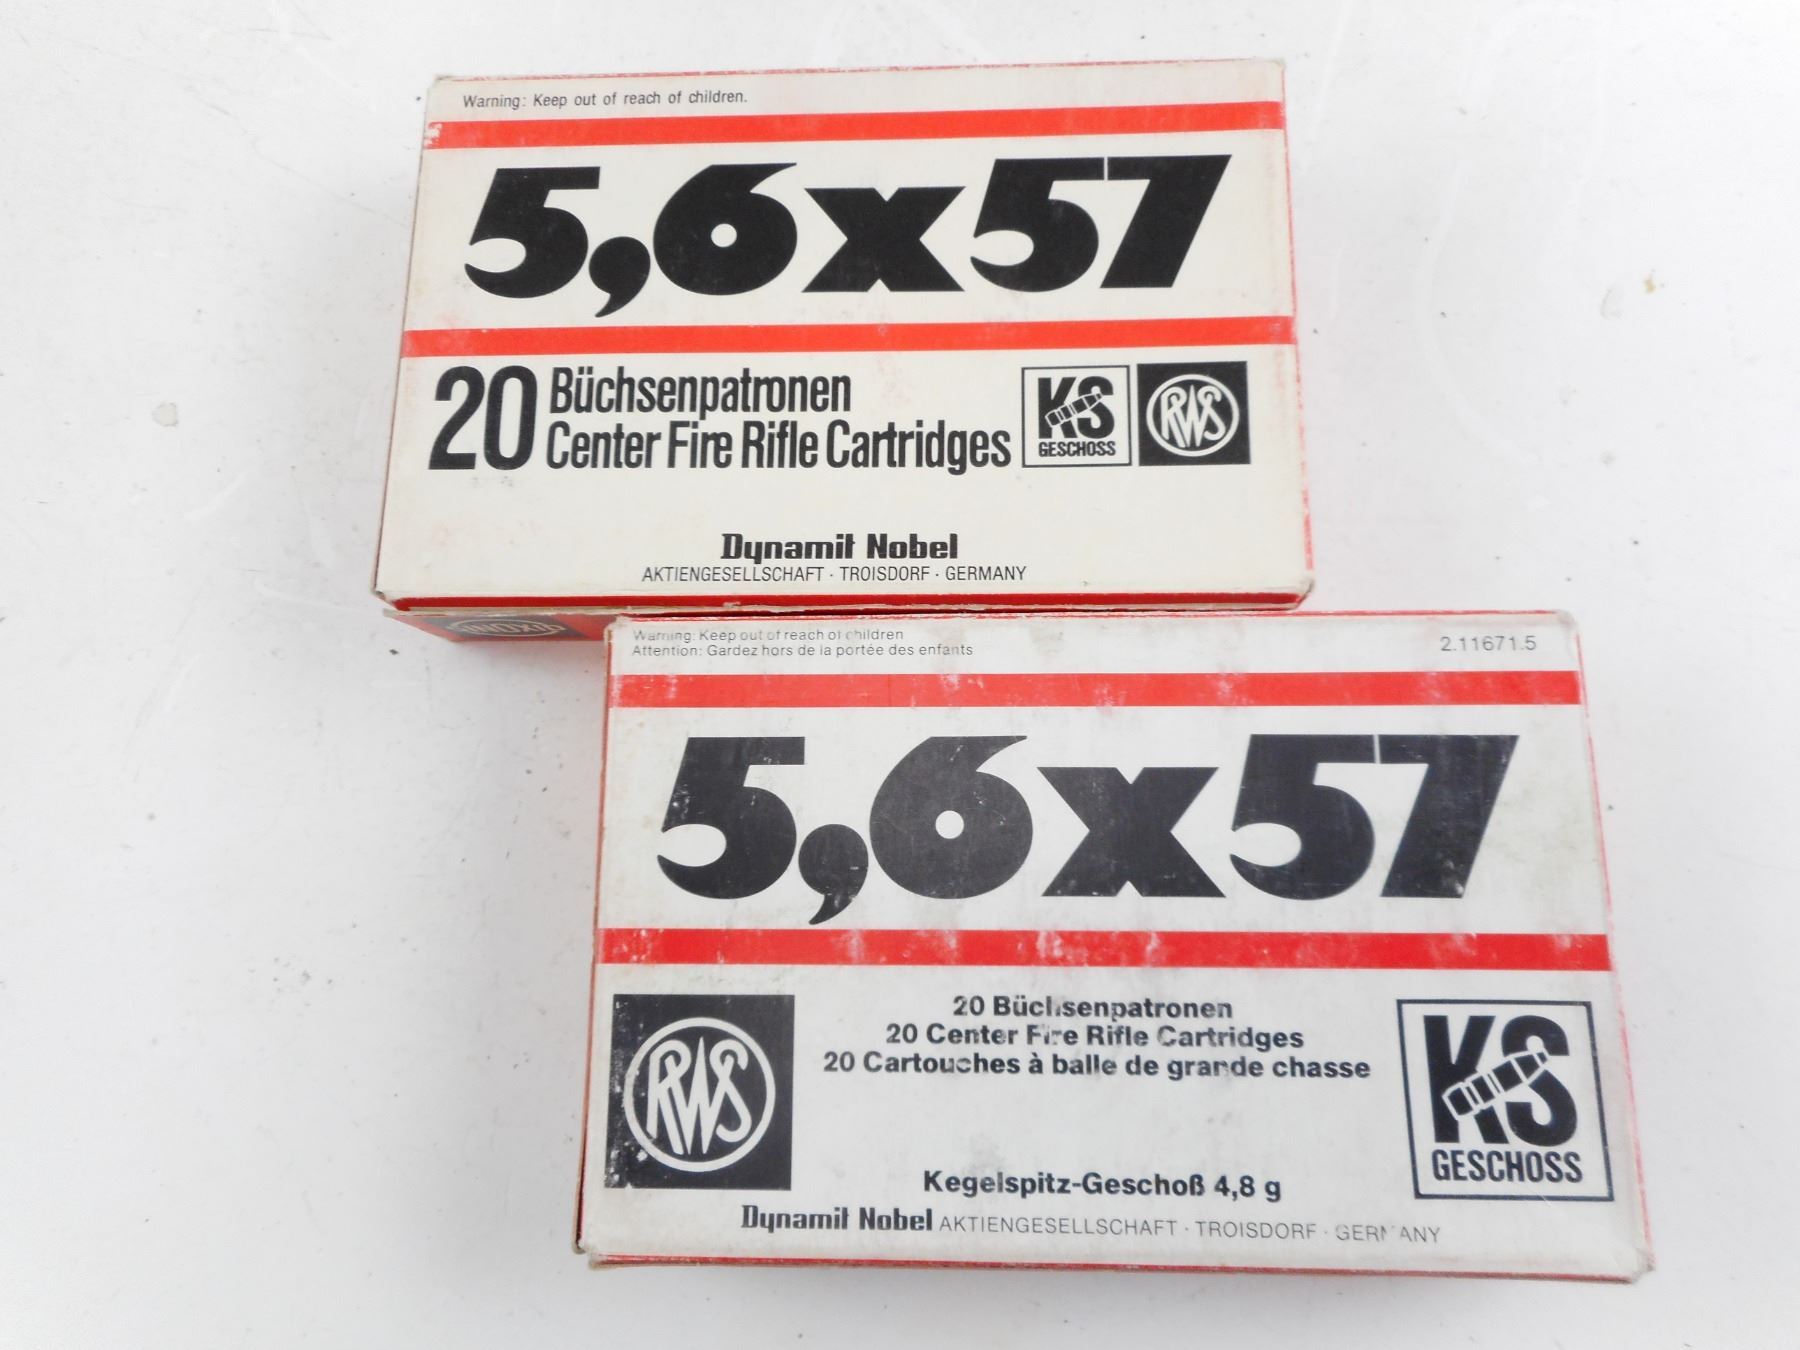 Warning: Keep out of reach of children.
5,6x57
20 Büchsenpatronen
Center Fire Rifle Cartridges
KS
GESCHOSS
RWS
Dynamit Nobel
AKTIENGESELLSCHAFT · TROISDORF · GERMANY
Warning: Keep out of reach of children
Attention: Gardez hors de la portée des enfants
2.11671.5
5,6x57
RWS
20 Büchsenpatronen
20 Center Fire Rifle Cartridges
20 Cartouches à balle de grande chasse
KS
GESCHOSS
Kegelspitz-Geschoß 4,8 g
Dynamit Nobel AKTIENGESELLSCHAFT · TROISDORF · GERMANY